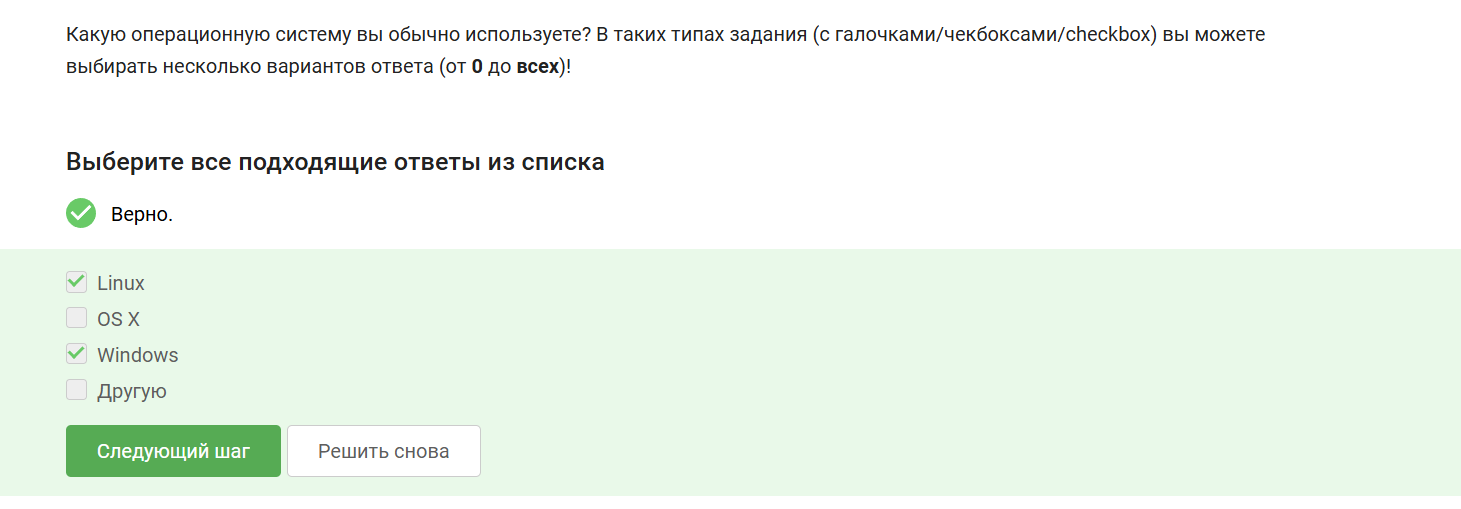 Какую операционную систему вы обычно используете? В таких типах задания (с галочками/чекбоксами/checkbox) вы можете
выбирать несколько вариантов ответа (от 0 до всех)!
Выберите все подходящие ответы из списка
Верно.
Linux
OS X
Windows
Другую
Следующий шаг
Решить снова